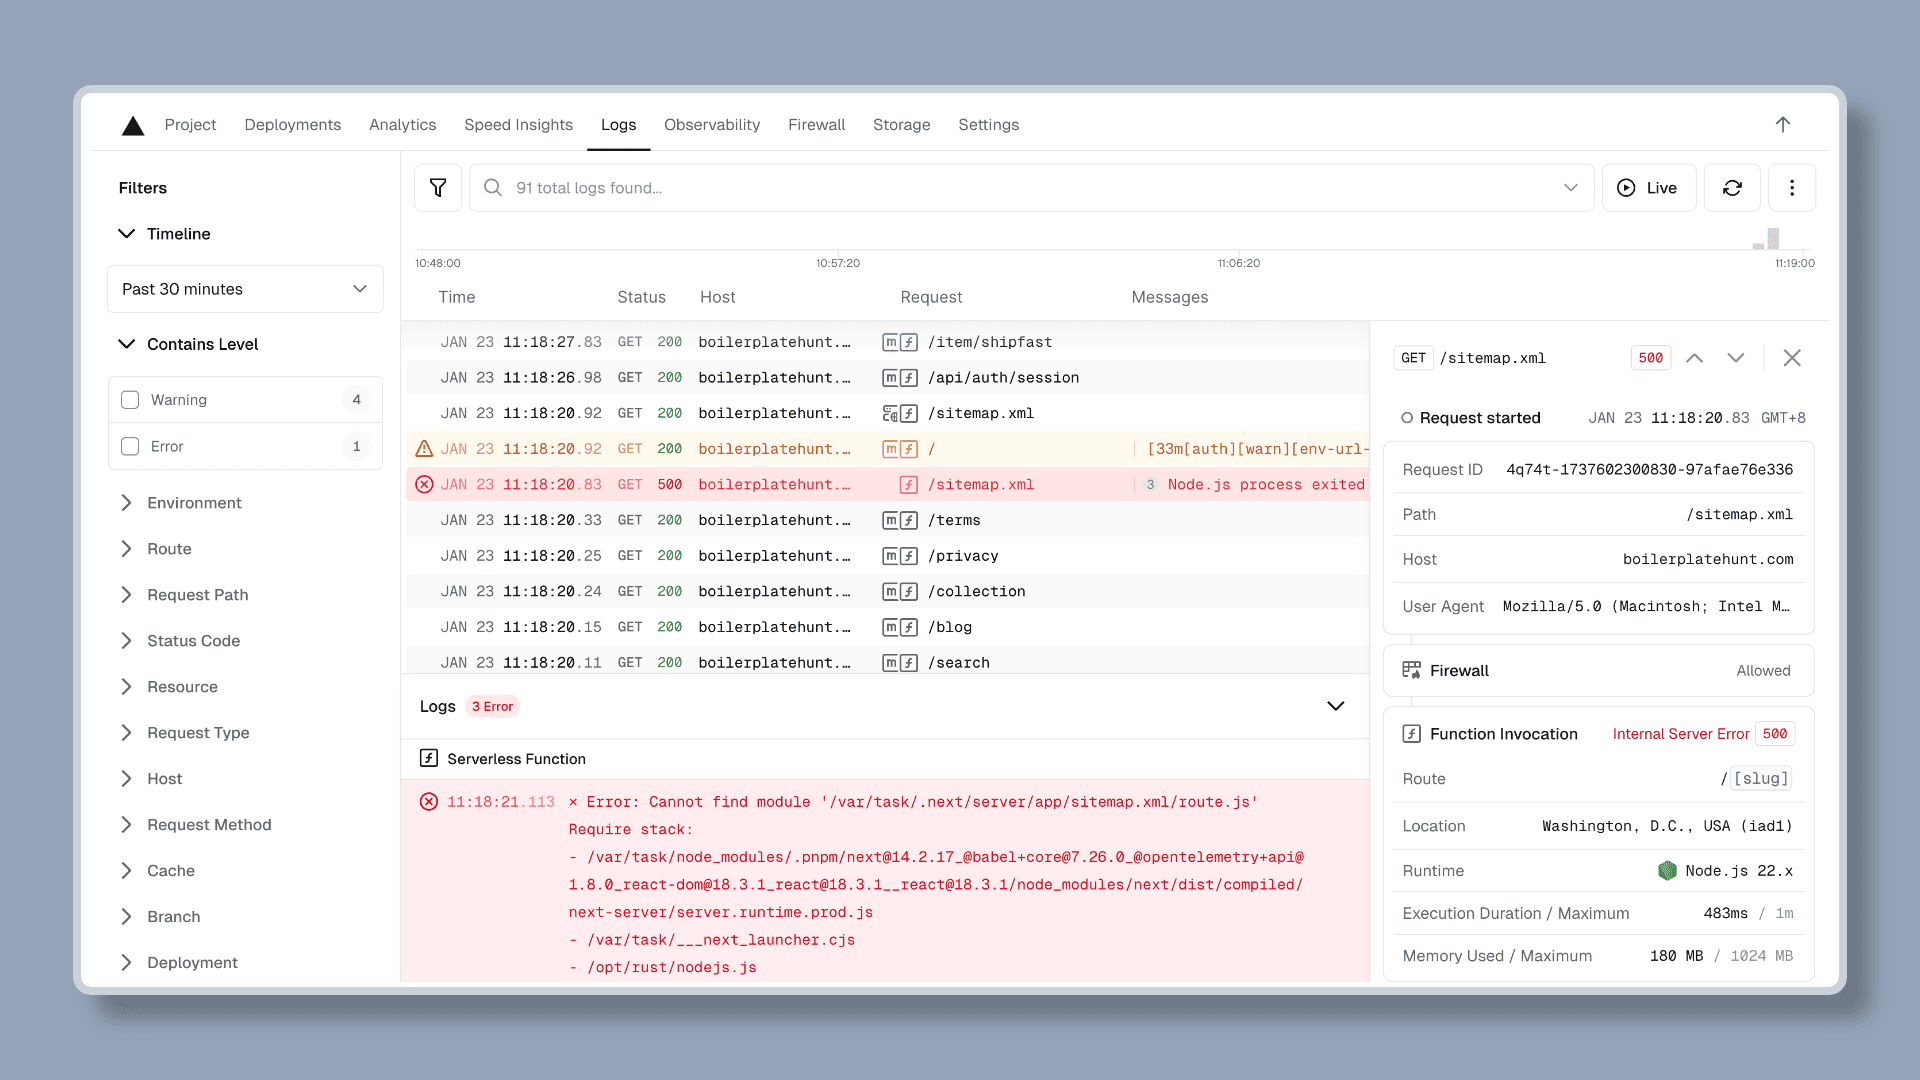 Project Deployments Analytics Speed Insights Logs Observability Firewall Storage Settings
Filters
Timeline
Past 30 minutes
Contains Level
Warning 4
Error 1
Environment
Route
Request Path
Status Code
Resource
Request Type
Host
Request Method
Cache
Branch
Deployment
91 total logs found...
Live
10:48:00 10:57:20 11:06:20 11:19:00
Time Status Host Request Messages
JAN 23 11:18:27.83 GET 200 boilerplatehunt.… m f /item/shipfast
JAN 23 11:18:26.98 GET 200 boilerplatehunt.… m f /api/auth/session
JAN 23 11:18:20.92 GET 200 boilerplatehunt.… f /sitemap.xml
JAN 23 11:18:20.92 GET 200 boilerplatehunt.… m f / [33m[auth][warn][env-url-
JAN 23 11:18:20.83 GET 500 boilerplatehunt.… f /sitemap.xml 3 Node.js process exited
JAN 23 11:18:20.33 GET 200 boilerplatehunt.… m f /terms
JAN 23 11:18:20.25 GET 200 boilerplatehunt.… m f /privacy
JAN 23 11:18:20.24 GET 200 boilerplatehunt.… m f /collection
JAN 23 11:18:20.15 GET 200 boilerplatehunt.… m f /blog
JAN 23 11:18:20.11 GET 200 boilerplatehunt.… m f /search
Logs 3 Error
f Serverless Function
11:18:21.113 × Error: Cannot find module '/var/task/.next/server/app/sitemap.xml/route.js'
Require stack:
- /var/task/node_modules/.pnpm/next@14.2.17_@babel+core@7.26.0_@opentelemetry+api@
1.8.0_react-dom@18.3.1_react@18.3.1__react@18.3.1/node_modules/next/dist/compiled/
next-server/server.runtime.prod.js
- /var/task/___next_launcher.cjs
- /opt/rust/nodejs.js
GET /sitemap.xml 500
Request started JAN 23 11:18:20.83 GMT+8
Request ID 4q74t-1737602300830-97afae76e336
Path /sitemap.xml
Host boilerplatehunt.com
User Agent Mozilla/5.0 (Macintosh; Intel M…
Firewall Allowed
f Function Invocation Internal Server Error 500
Route /[slug]
Location Washington, D.C., USA (iad1)
Runtime Node.js 22.x
Execution Duration / Maximum 483ms / 1m
Memory Used / Maximum 180 MB / 1024 MB